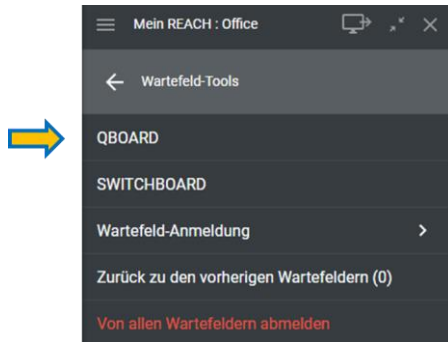 Mein REACH : Office
Wartefeld-Tools
QBOARD
SWITCHBOARD
Wartefeld-Anmeldung
Zurück zu den vorherigen Wartefeldern (0)
Von allen Wartefeldern abmelden